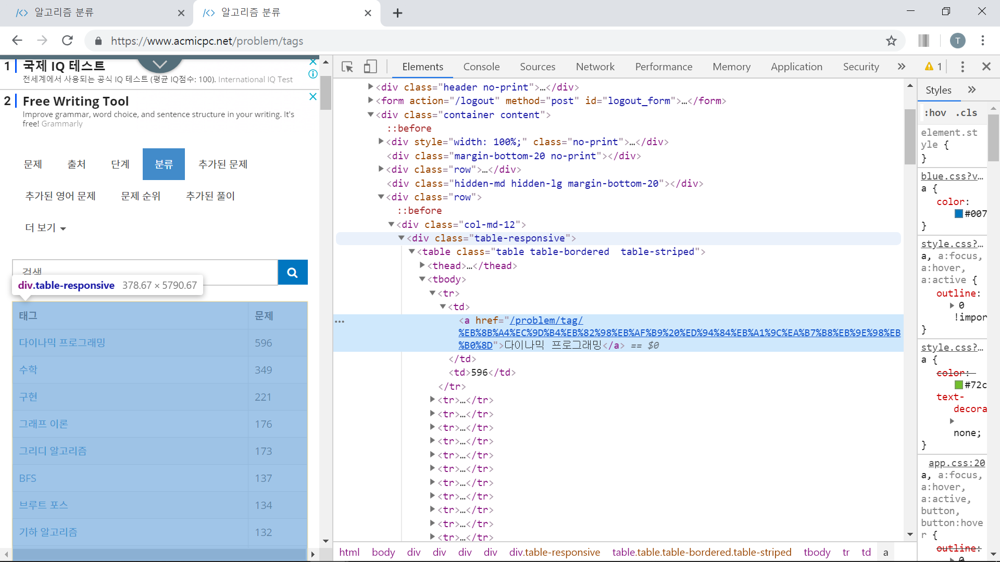 알고리즘 분류
알고리즘 분류
https://www.acmicpc.net/problem/tags
T
1 국제 IQ 테스트
전세계에서 사용되는 공식 IQ 테스트 (평균 IQ점수: 100). International IQ Test
2 Free Writing Tool
Improve grammar, word choice, and sentence structure in your writing. It's
free! Grammarly
문제 출처 단계 분류 추가된 문제
추가된 영어 문제 문제 순위 추가된 풀이
더 보기
검색
div.table-responsive 378.67 × 5790.67
태그 문제
다이나믹 프로그래밍 596
수학 349
구현 221
그래프 이론 176
그리디 알고리즘 173
BFS 137
브루트 포스 134
기하 알고리즘 132
Elements Console Sources Network Performance Memory Application Security » 1
<div class="header no-print">…</div>
<form action="/logout" method="post" id="logout_form">…</form>
<div class="container content">
::before
<div style="width: 100%;" class="no-print">…</div>
<div class="margin-bottom-20 no-print"></div>
<div class="row">…</div>
<div class="hidden-md hidden-lg margin-bottom-20"></div>
<div class="row">
::before
<div class="col-md-12">
<div class="table-responsive">
<table class="table table-bordered  table-striped">
<thead>…</thead>
<tbody>
<tr>
<td>
<a href="/problem/tag/
%EB%8B%A4%EC%9D%B4%EB%82%98%EB%AF%B9%20%ED%94%84%EB%A1%9C%EA%B7%B8%EB%9E%98%EB
%B0%8D">다이나믹 프로그래밍</a> == $0
</td>
<td>596</td>
</tr>
<tr>…</tr>
<tr>…</tr>
<tr>…</tr>
<tr>…</tr>
<tr>…</tr>
<tr>…</tr>
<tr>…</tr>
<tr>…</tr>
<tr>…</tr>
<tr>…</tr>
<tr>…</tr>
html body div div div div div.table-responsive table.table.table-bordered.table-striped tbody tr td a
Styles »
:hov .cls
element.st
yle {
}
blue.css?v…
a {
color:
#007
}
style.css?…
a, a:focus,
a:hover,
a:active {
outline:
0
!impor
}
style.css?…
a {
color:
#72c
text-
decora
none;
}
app.css:20
a, a:focus,
a:hover,
a:active,
button,
button:hove
r {
outline: